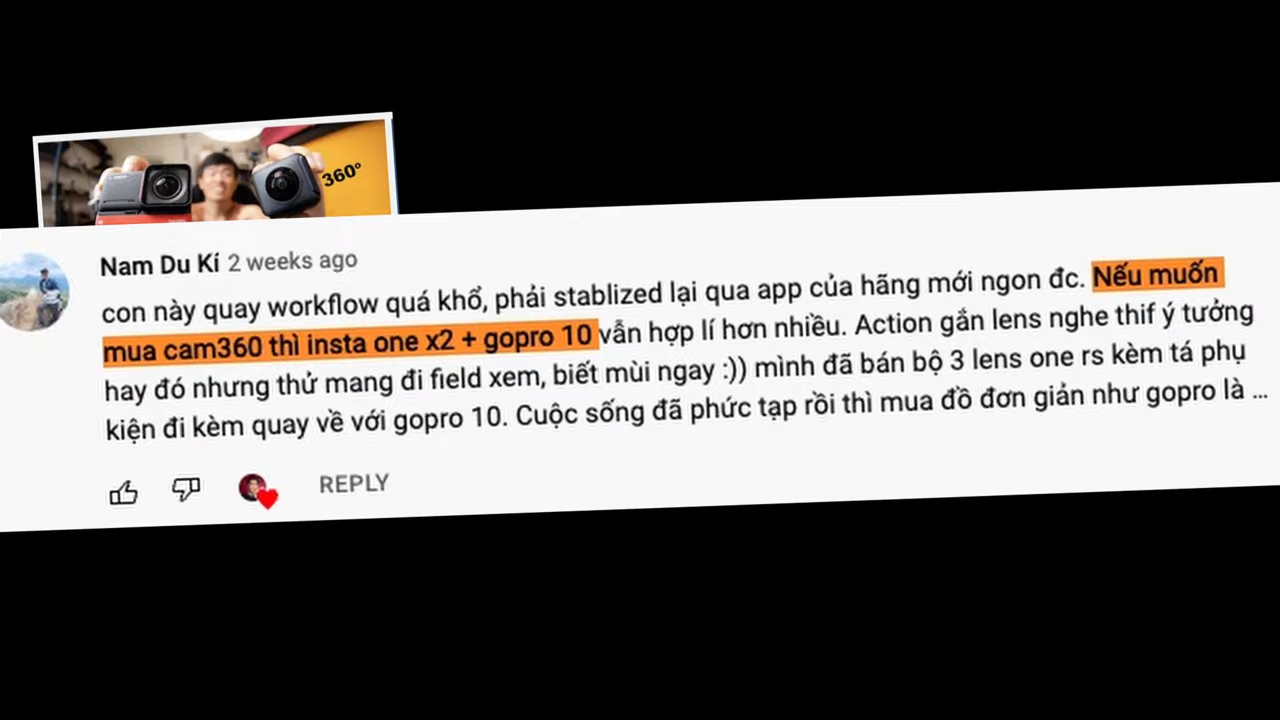 360°
Nam Du Kí 2 weeks ago
con này quay workflow quá khổ, phải stablized lại qua app của hãng mới ngon đc. Nếu muốn
mua cam360 thì insta one x2 + gopro 10 vẫn hợp lí hơn nhiều. Action gắn lens nghe thif ý tưởng
hay đó nhưng thử mang đi field xem, biết mùi ngay :)) mình đã bán bộ 3 lens one rs kèm tá phụ
kiện đi kèm quay về với gopro 10. Cuộc sống đã phức tạp rồi thì mua đồ đơn giản như gopro là ...
REPLY